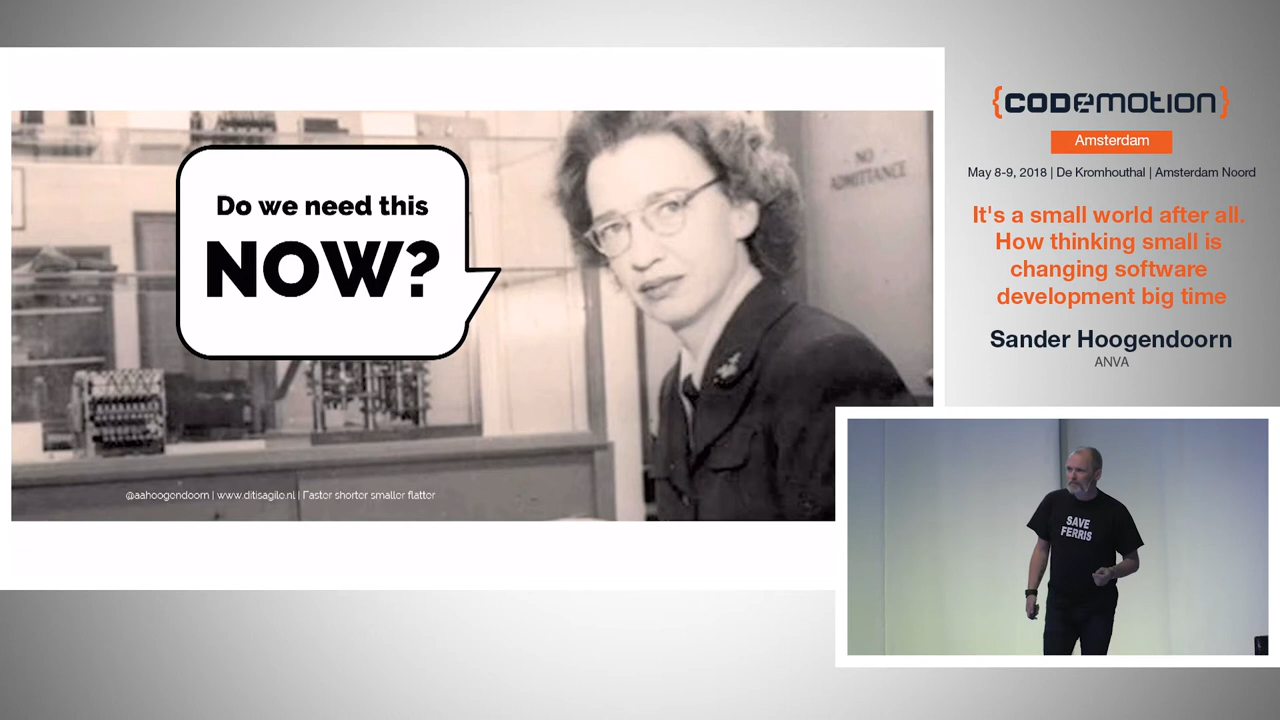 Do we need this
NOW?
NO
ADMITTANCE
@aahoogendoorn | www.ditisagile.nl | Faster shorter smaller flatter
{CODEMOTION}
Amsterdam
May 8-9, 2018 | De Kromhouthal | Amsterdam Noord
It's a small world after all.
How thinking small is
changing software
development big time
Sander Hoogendoorn
ANVA
SAVE
FERRIS